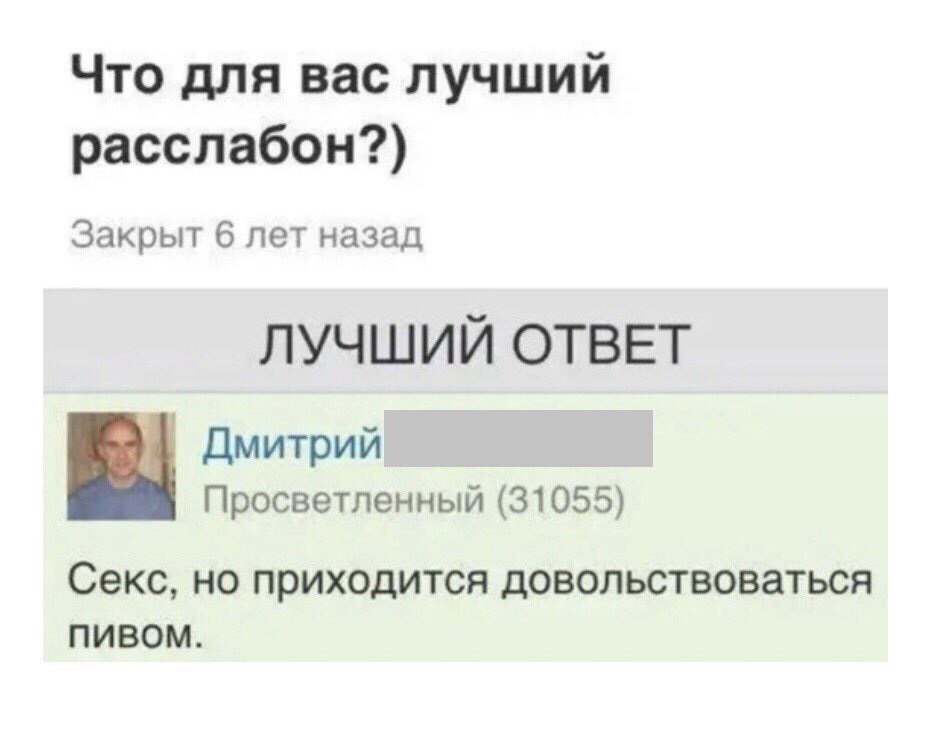 Что для вас лучший
расслабон?)
Закрыт 6 лет назад
ЛУЧШИЙ ОТВЕТ
Дмитрий
Просветленный (31055)
Секс, но приходится довольствоваться
пивом.